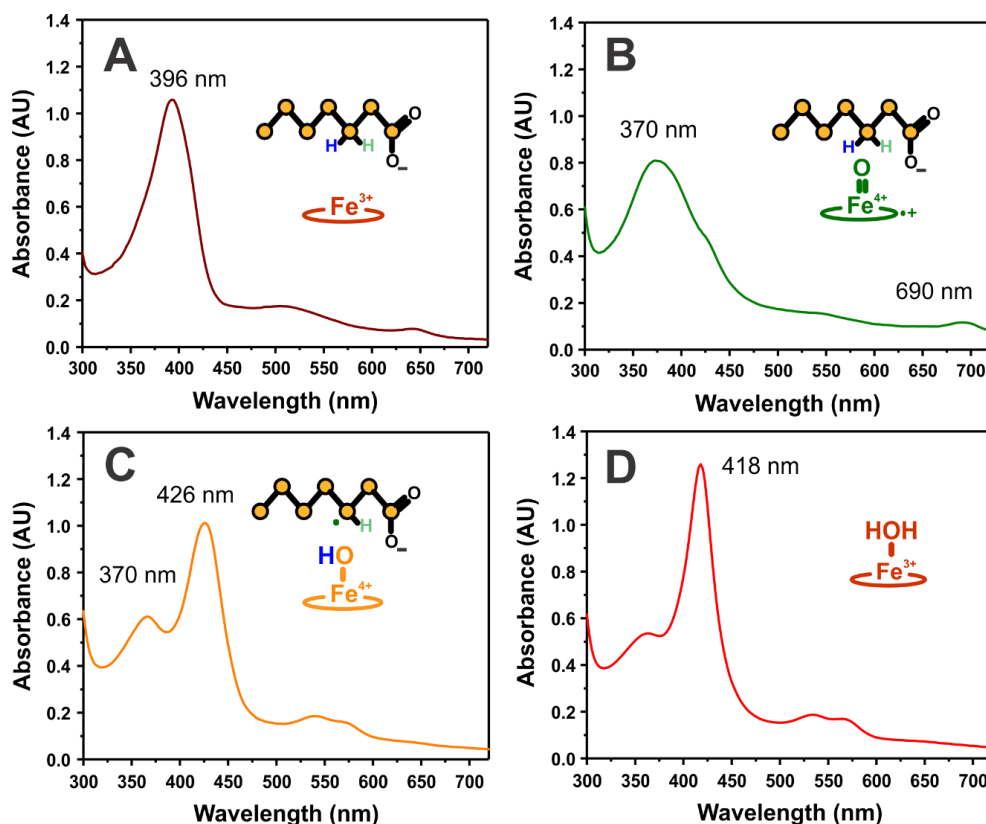 A
396 nm
1.4
1.2
1.0
0.8
0.6
0.4
0.2
0.0
Absorbance (AU)
300 350 400 450 500 550 600 650 700
Wavelength (nm)
H H
O
O
–
Fe3+
B
370 nm
690 nm
1.4
1.2
1.0
0.8
0.6
0.4
0.2
0.0
Absorbance (AU)
300 350 400 450 500 550 600 650 700
Wavelength (nm)
H H
O
O
–
O
Fe4+
•+
C
426 nm
370 nm
1.4
1.2
1.0
0.8
0.6
0.4
0.2
0.0
Absorbance (AU)
300 350 400 450 500 550 600 650 700
Wavelength (nm)
H
O
O
–
HO
Fe4+
D
418 nm
1.4
1.2
1.0
0.8
0.6
0.4
0.2
0.0
Absorbance (AU)
300 350 400 450 500 550 600 650 700
Wavelength (nm)
HOH
Fe3+